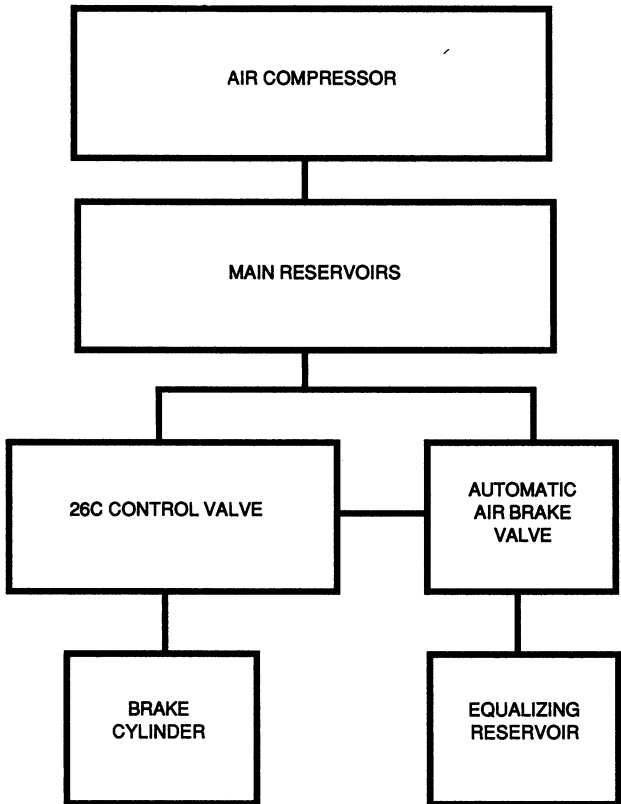 AIR COMPRESSOR
MAIN RESERVOIRS
26C CONTROL VALVE
AUTOMATIC
AIR BRAKE
VALVE
BRAKE
CYLINDER
EQUALIZING
RESERVOIR